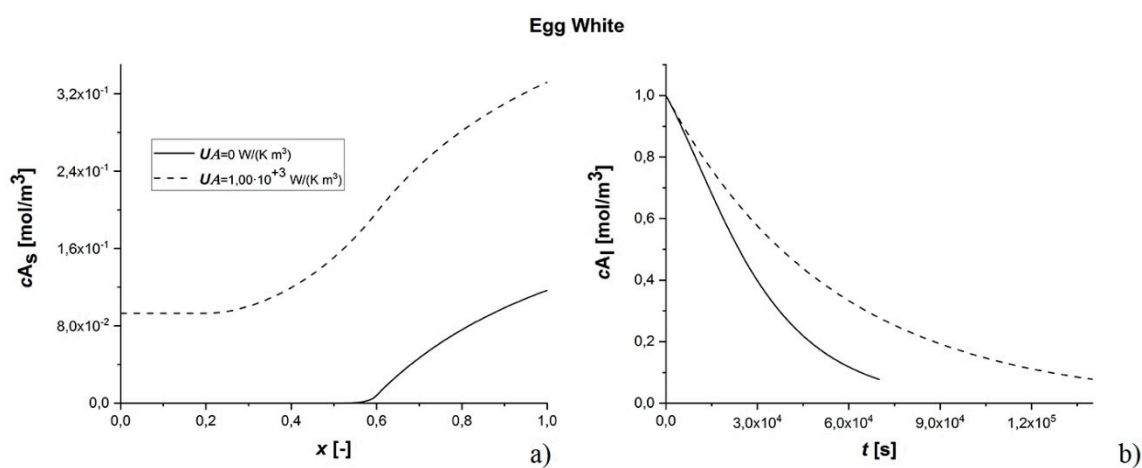 Egg White
3,2x10⁻¹
2,4x10⁻¹
1,6x10⁻¹
8,0x10⁻²
0,0
cAₛ [mol/m³]
UA=0 W/(K m³)
UA=1,00·10⁺³ W/(K m³)
0,0 0,2 0,4 0,6 0,8 1,0
x [-]
a)
1,0
0,8
0,6
0,4
0,2
0,0
cAₗ [mol/m³]
0,0 3,0x10⁴ 6,0x10⁴ 9,0x10⁴ 1,2x10⁵
t [s]
b)